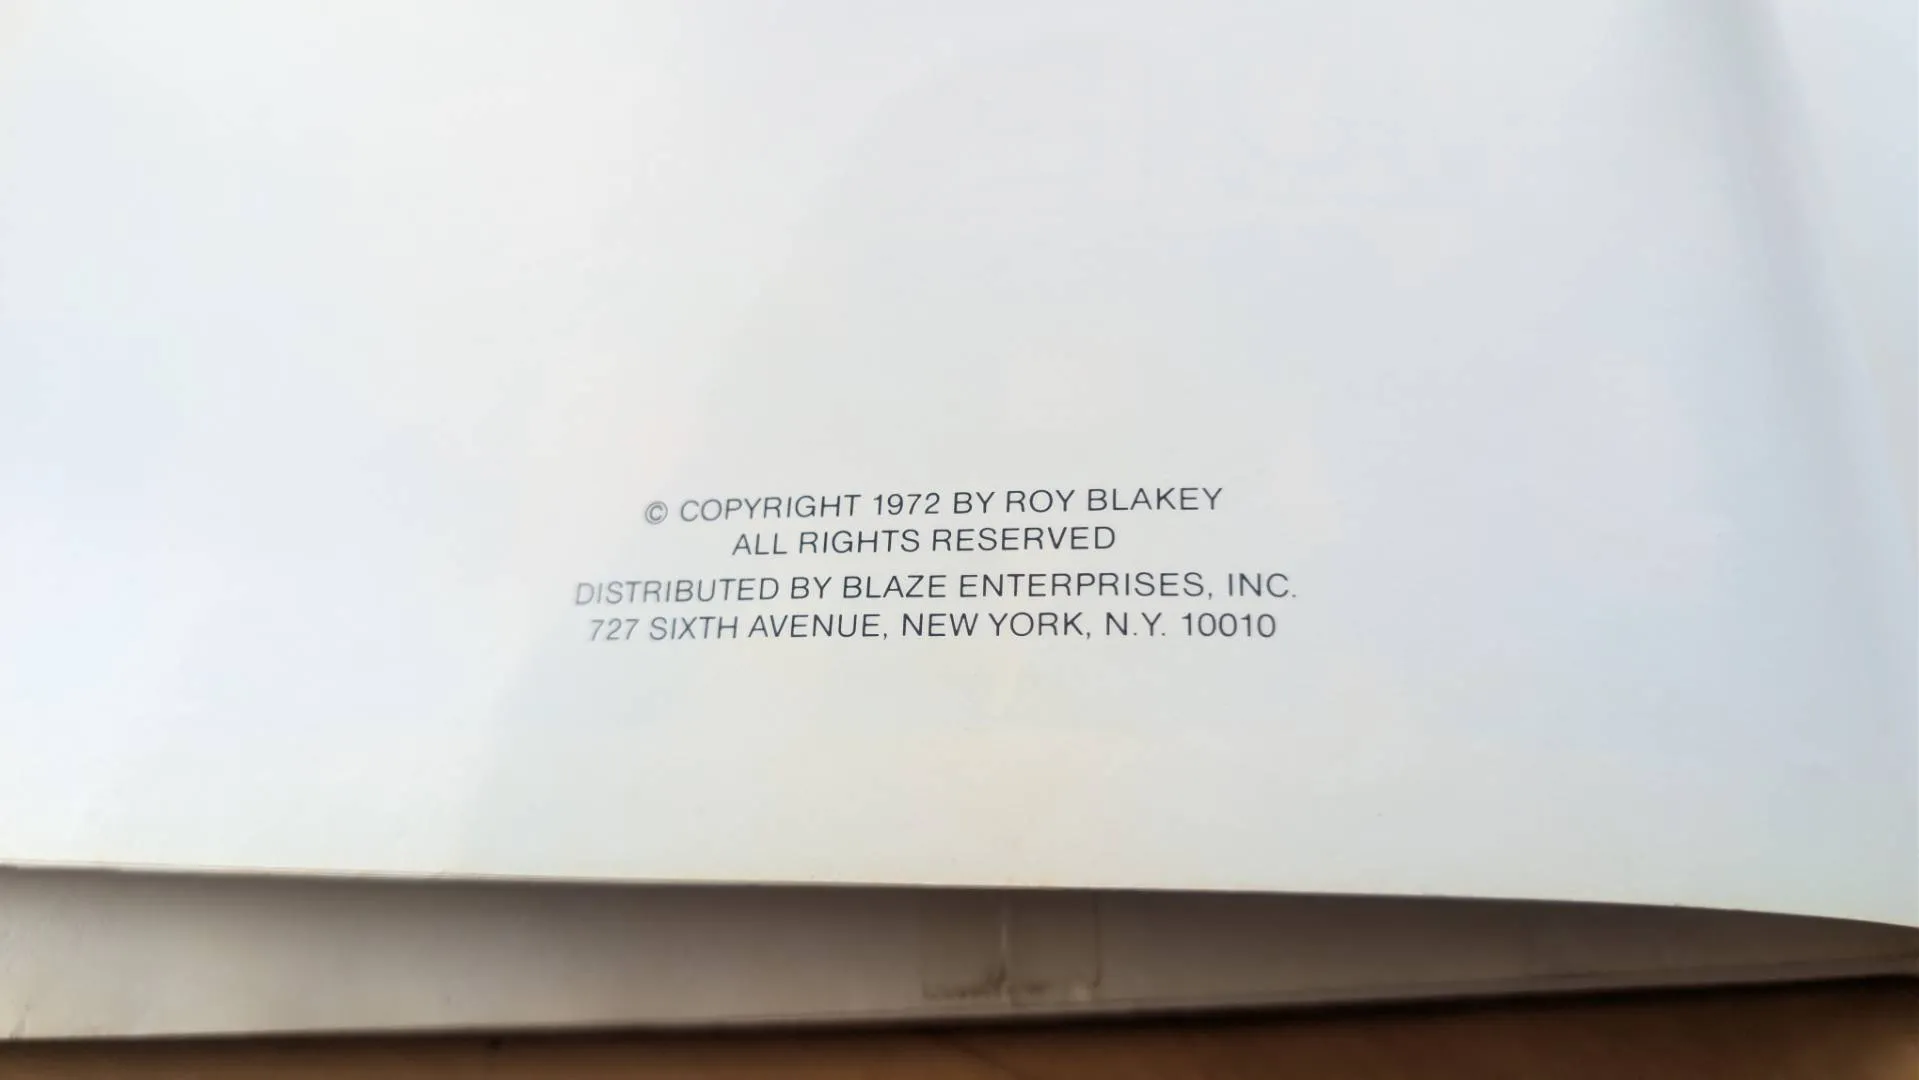 © COPYRIGHT 1972 BY ROY BLAKEY
ALL RIGHTS RESERVED
DISTRIBUTED BY BLAZE ENTERPRISES, INC.
727 SIXTH AVENUE, NEW YORK, N.Y. 10010